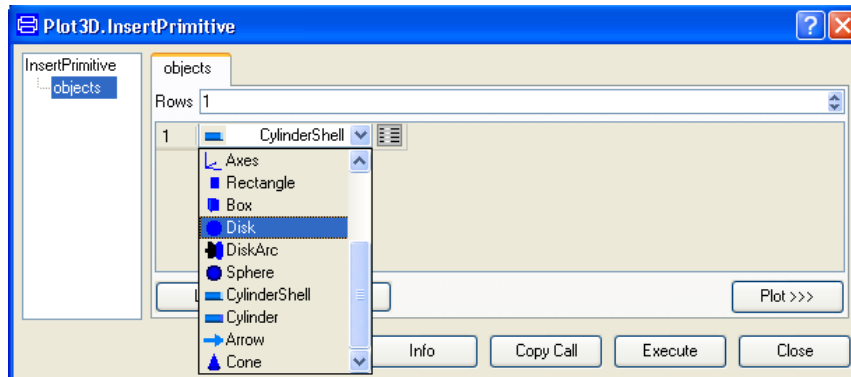 Plot3D.InsertPrimitive
InsertPrimitive
objects
objects
Rows 1
1 CylinderShell
Axes
Rectangle
Box
Disk
DiskArc
Sphere
CylinderShell
Cylinder
Arrow
Cone
Plot >>>
Info
Copy Call
Execute
Close